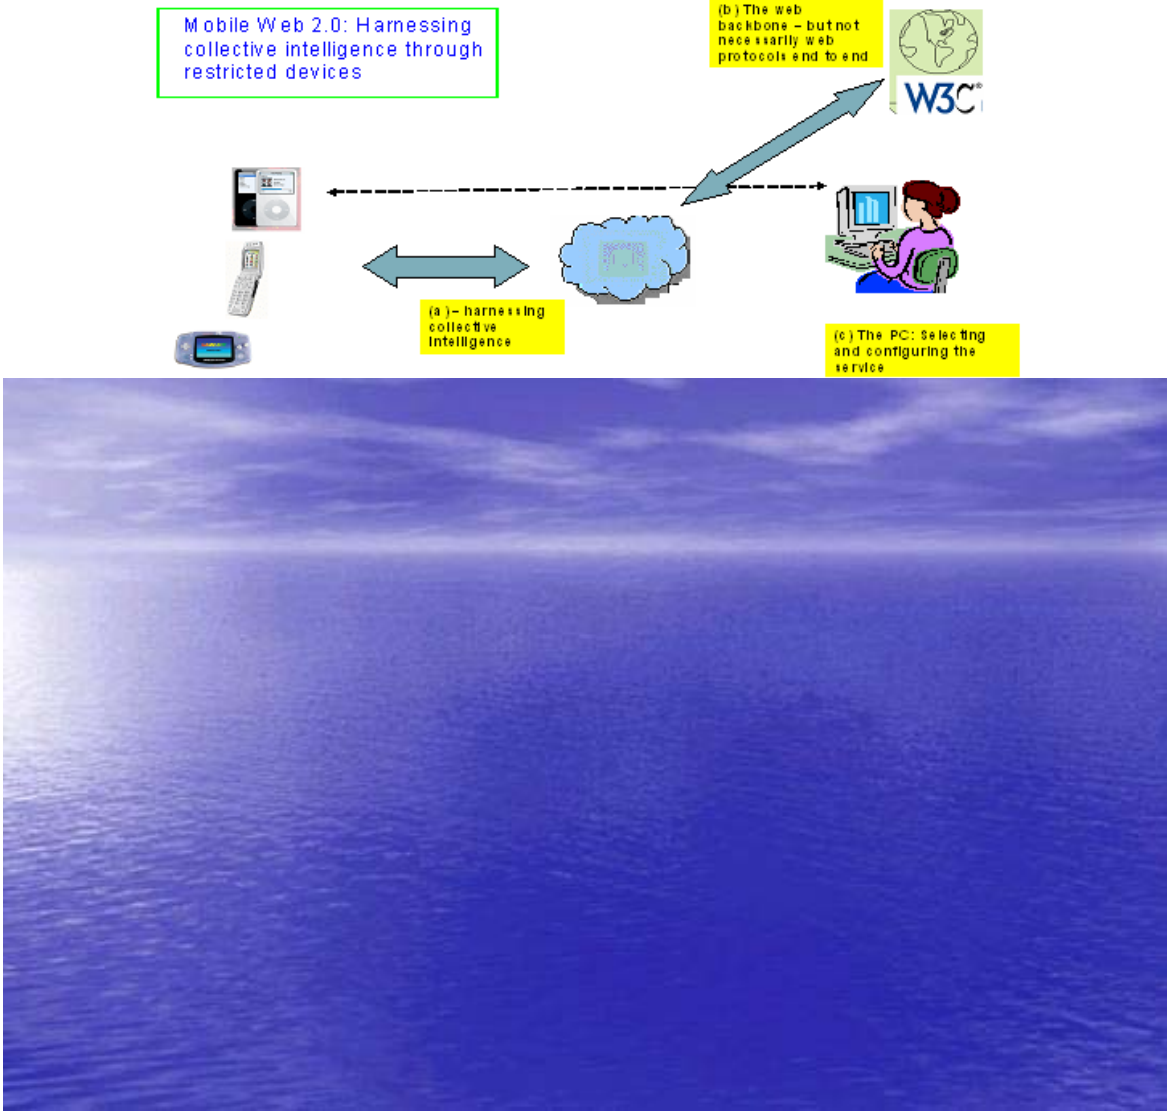 Mobile Web 2.0: Harnessing
collective intelligence through
restricted devices
(b) The web
backbone – but not
necessarily web
protocols end to end
W3C®
(a) – harnessing
collective
Intelligence
(c) The PC: Selecting
and configuring the
service